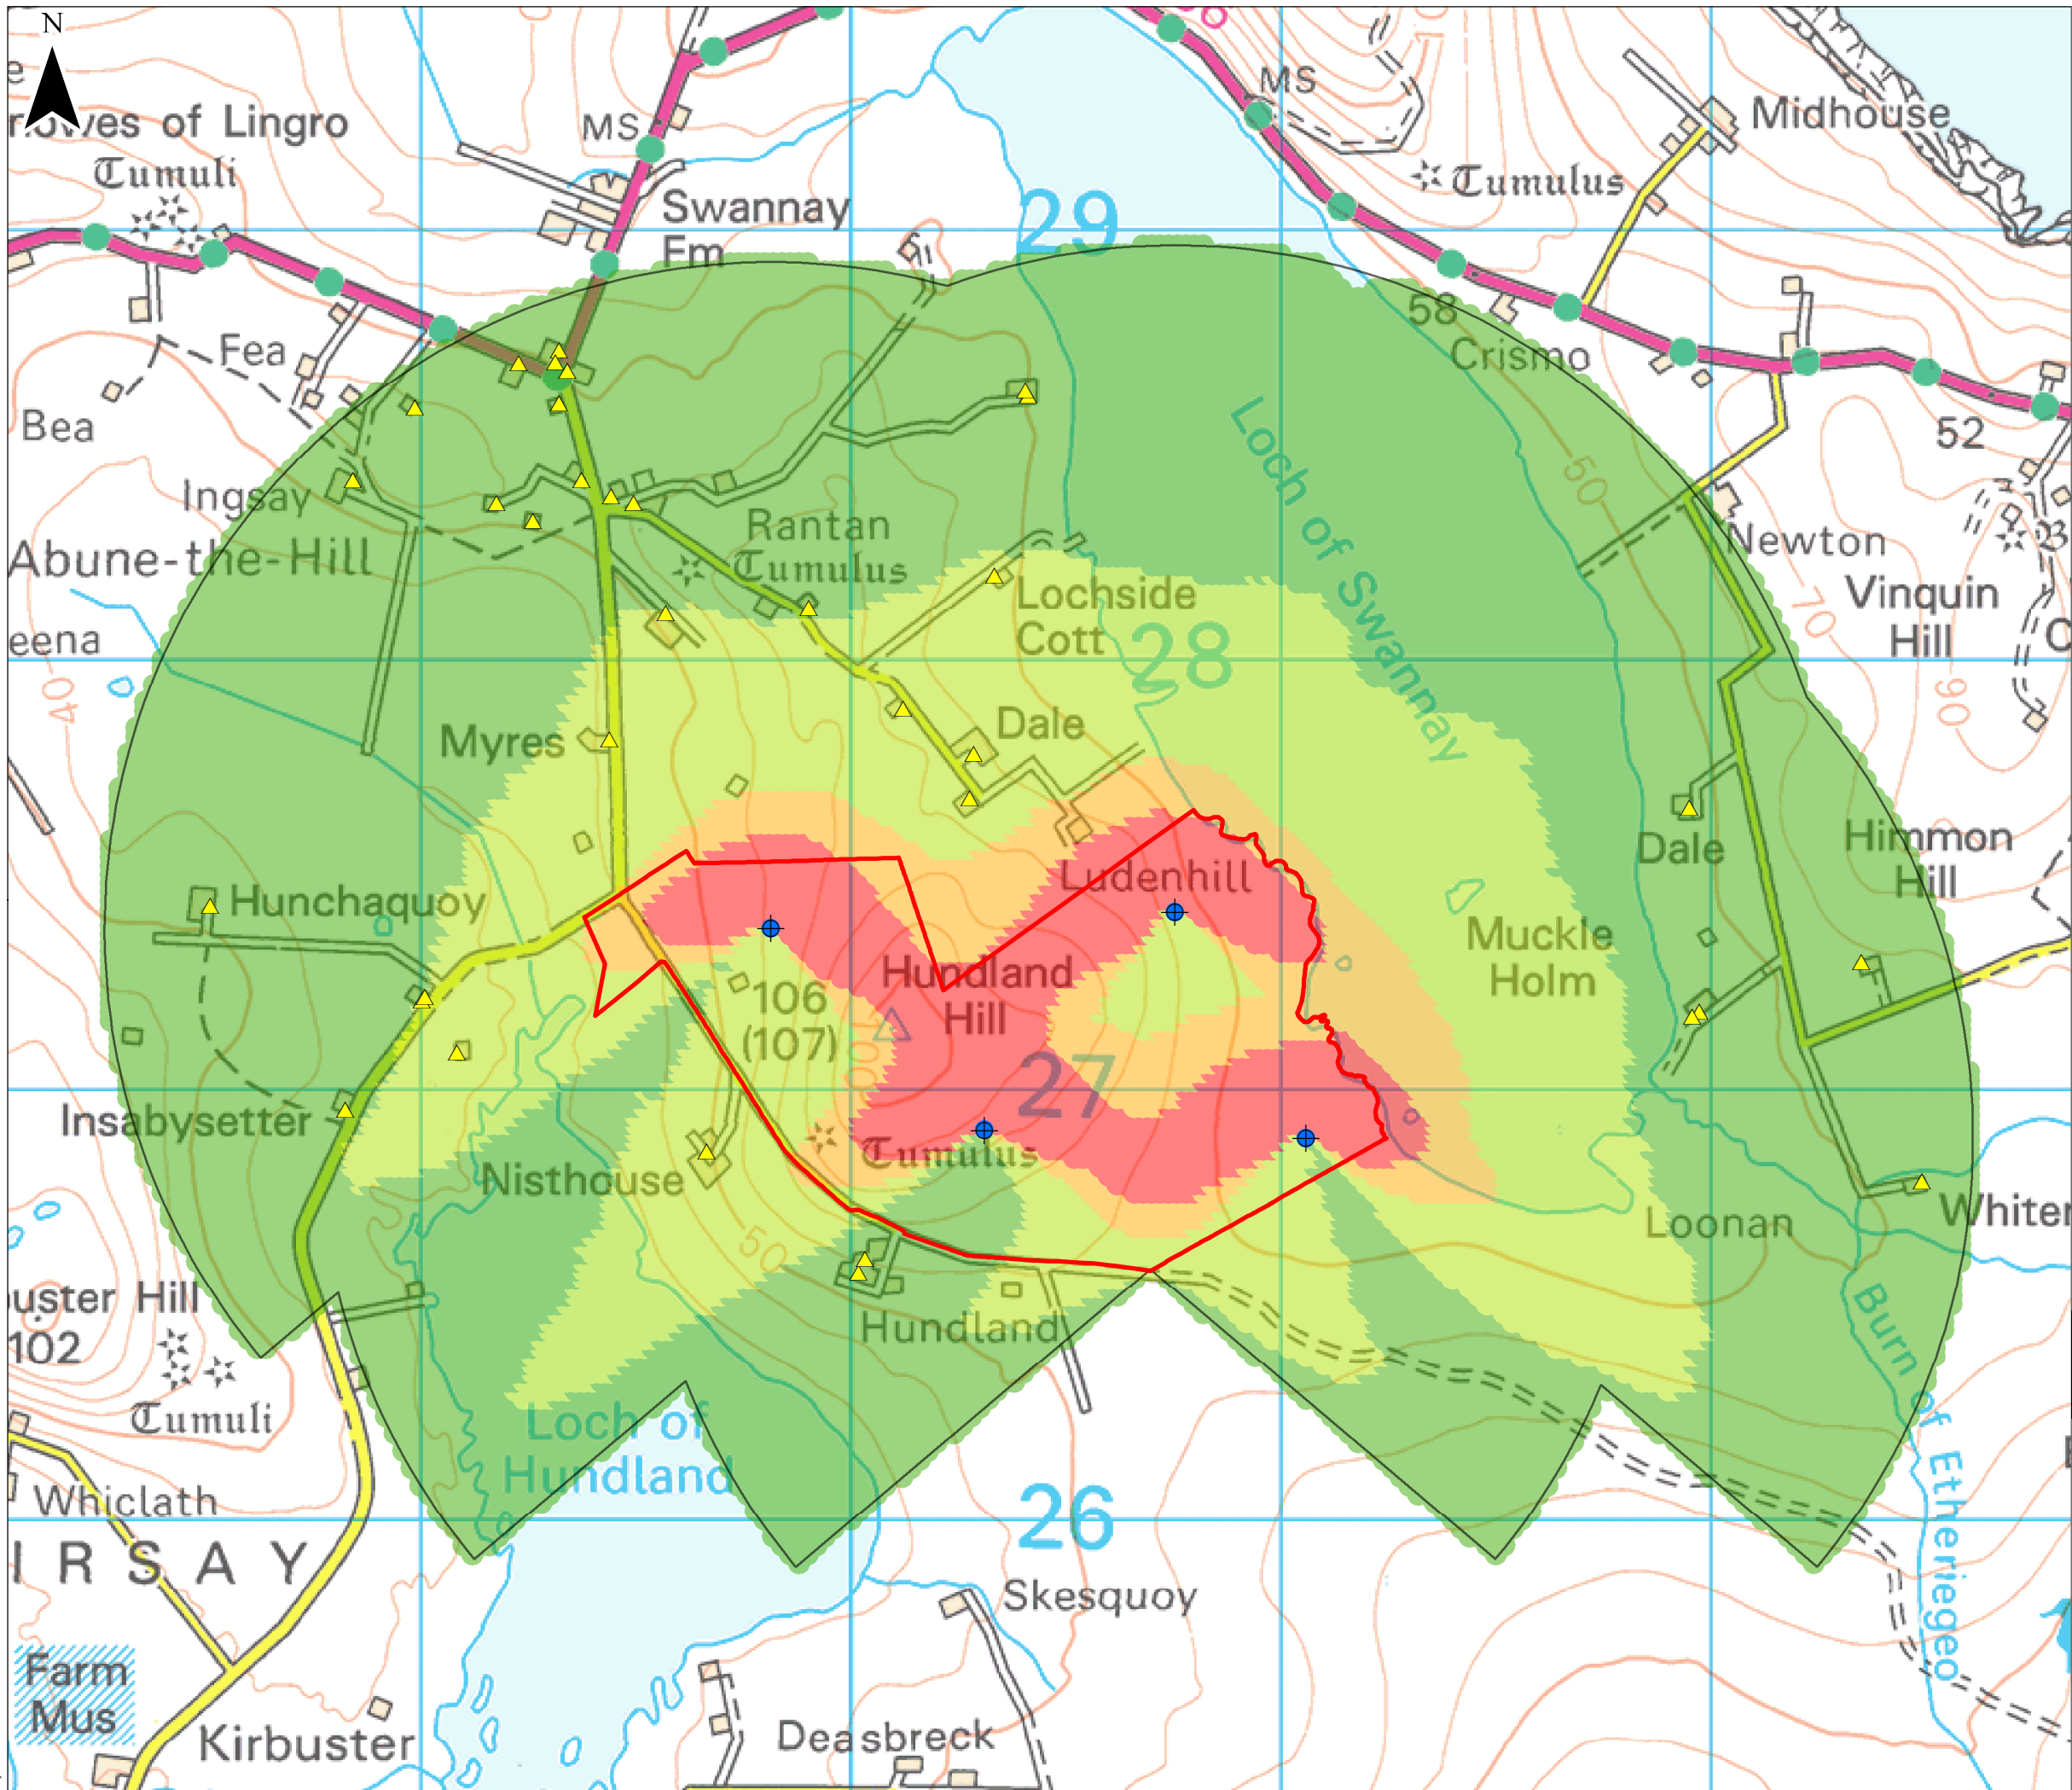 N
MS
MS
Midhouse
Lingro
of
Tumuli
Tumulus
Swannay
Fm
29
58
Crismo
Fea
Bea
52
Ingsay
Rantan
Tumulus
Loch of Swannay
50
Newton
Abune-the-Hill
Vinquin
Hill
Lochside
Cott
28
eena
40
70
90
Myres
Dale
Dale
Himmon
Hill
Ludenhill
Hunchaquoy
Muckle
Holm
Hundland
Hill
106
(107)
27
Insabysetter
Tumulus
Nisthouse
50
Loonan
Whiter
uster Hill
102
Hundland
Burn of Etheriegeo
Tumuli
Loch of
Hundland
Whiclath
26
IRSAY
Skesquoy
Farm
Mus
Kirbuster
Deasbreck